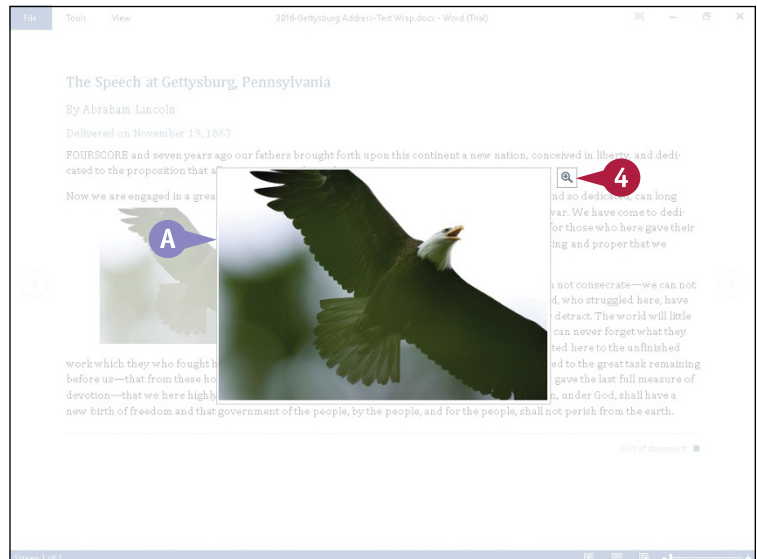 File Tools View 2016-Gettysburg Address-Text Wrap.docx - Word (Trial)
The Speech at Gettysburg, Pennsylvania
By Abraham Lincoln
Delivered on November 19, 1863
FOURSCORE and seven years ago our fathers brought forth upon this continent a new nation, conceived in liberty, and dedi-
cated to the proposition that a
4
Now we are engaged in a grea nd so dedicated, can long
war. We have come to dedi-
A
for those who here gave their
ing and proper that we
n not consecrate—we can not
d, who struggled here, have
detract. The world will little
can never forget what they
ted here to the unfinished
work which they who fought h ed to the great task remaining
before us—that from these ho gave the last full measure of
devotion—that we here highly n, under God, shall have a
new birth of freedom and that government of the people, by the people, and for the people, shall not perish from the earth.
End of document
Screen 1 of 1